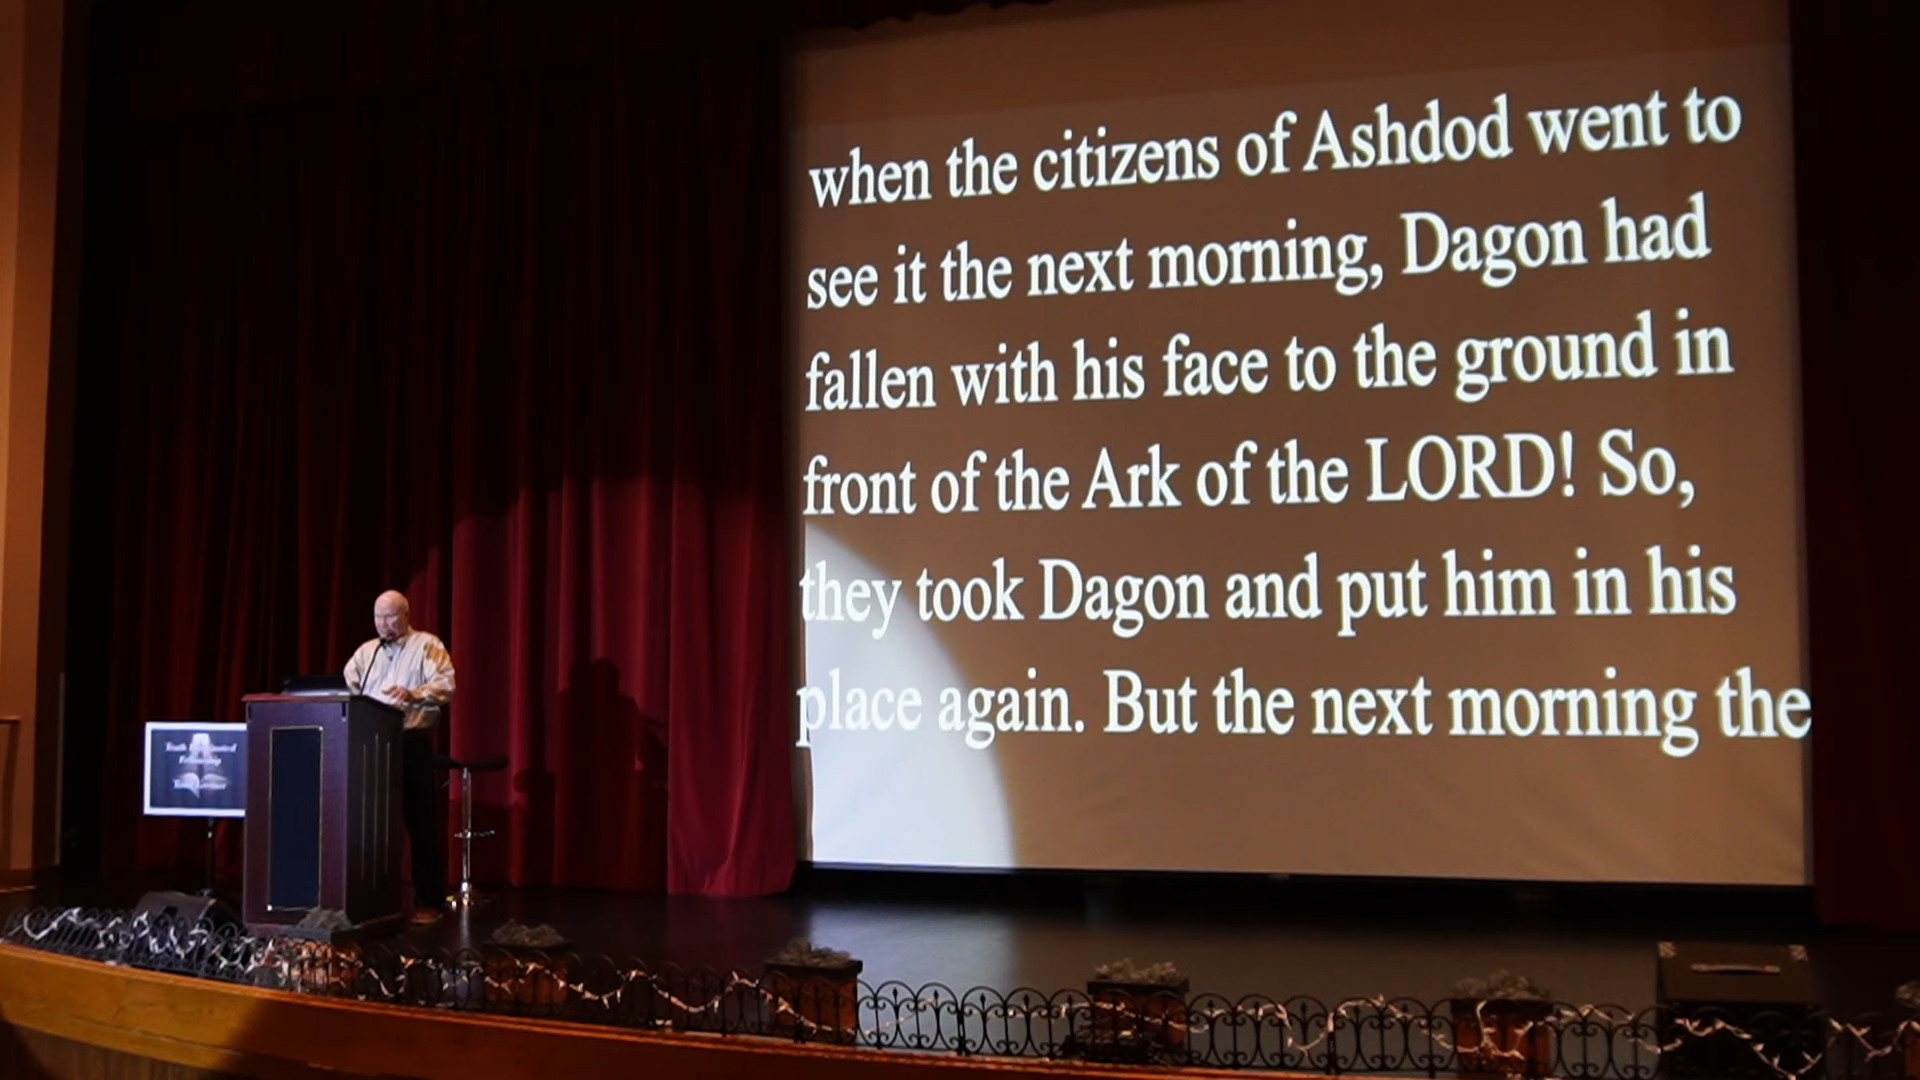 when the citizens of Ashdod went to
see it the next morning, Dagon had
fallen with his face to the ground in
front of the Ark of the LORD! So,
they took Dagon and put him in his
place again. But the next morning the
Truth
Fellowship